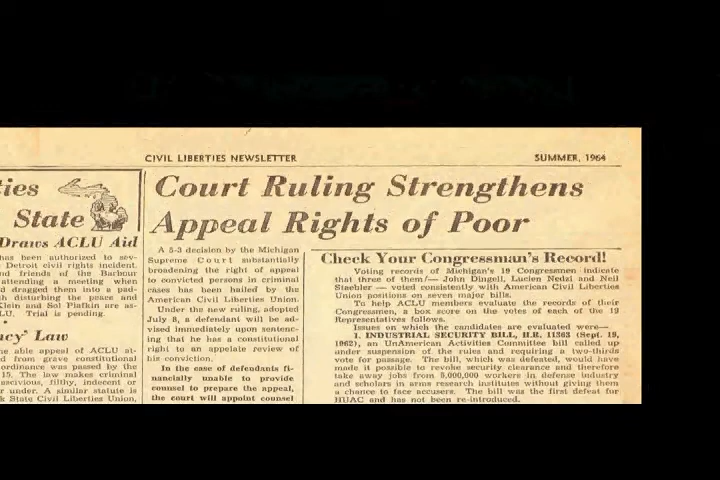 CIVIL LIBERTIES NEWSLETTER
SUMMER, 1964
ties
State
Draws ACLU Aid
has been authorized to sev-
Detroit civil rights incident.
nd friends of the Barbour
attending a meeting when
d dragged them into a pad-
th disturbing the peace and
Klein and Sol Plafkin are as-
LU. Trial is pending.
cy' Law
he able appeal of ACLU at-
d from grave constitutional
ordinance was passed by the
15. The law makes criminal
ascivious, filthy, indecent or
r under. A similar statute is
k State Civil Liberties Union,
Court Ruling Strengthens
Appeal Rights of Poor
A 5-3 decision by the Michigan
Supreme Court substantially
broadening the right of appeal
to convicted persons in criminal
cases has been hailed by the
American Civil Liberties Union.
Under the new ruling, adopted
July 8, a defendant will be ad-
vised immediately upon sentenc-
ing that he has a constitutional
right to an appelate review of
his conviction.
In the case of defendants fi-
nancially unable to provide
counsel to prepare the appeal,
the court will appoint counsel
Check Your Congressman's Record!
Voting records of Michigan's 19 Congressmen indicate
that three of them — John Dingell, Lucien Nedzi and Neil
Staebler — voted consistently with American Civil Liberties
Union positions on seven major bills.
To help ACLU members evaluate the records of their
Congressmen, a box score on the votes of each of the 19
Representatives follows.
Issues on which the candidates are evaluated were—
1. INDUSTRIAL SECURITY BILL, H.R. 11363 (Sept. 19,
1962), an UnAmerican Activities Committee bill called up
under suspension of the rules and requiring a two-thirds
vote for passage. The bill, which was defeated, would have
made it possible to revoke security clearance and therefore
take away jobs from 5,000,000 workers in defense industry
and scholars in arms research institutes without giving them
a chance to face accusers. The bill was the first defeat for
HUAC and has not been re-introduced.